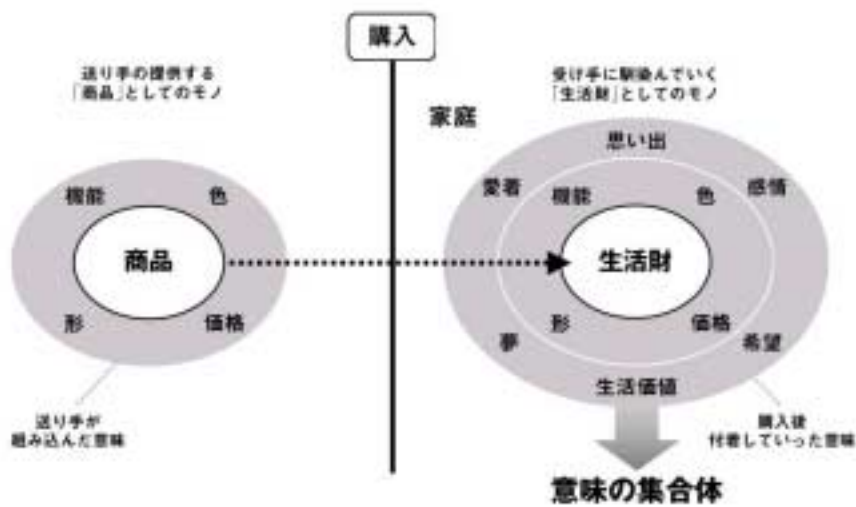 購入
送り手の提供する
「商品」としてのモノ
機能
色
商品
形
価格
送り手が
組み込んだ意味
受け手に馴染んでいく
「生活財」としてのモノ
家庭
思い出
愛着
感情
機能
色
生活財
形
価格
夢
希望
生活価値
購入後
付着していった意味
意味の集合体